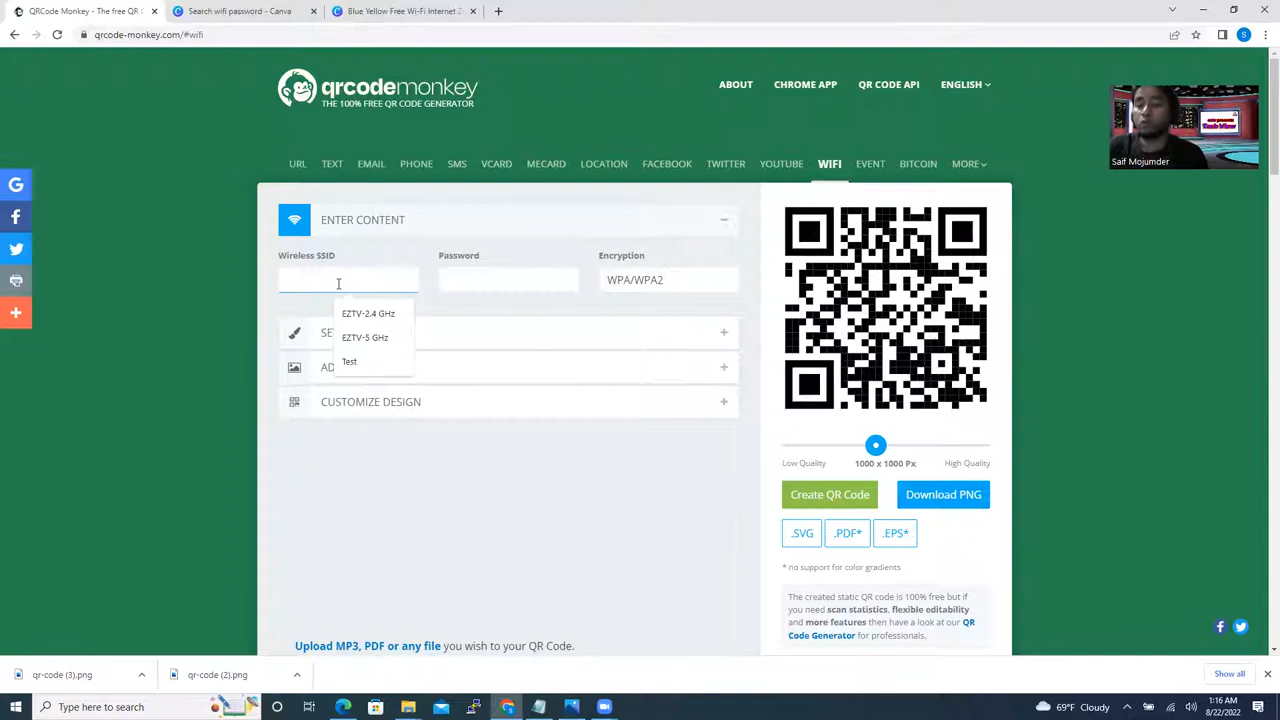 QRCode Monkey - The free QR C
Search wifi password - Canva
Blue Yellow Free Wi-Fi Internet Zo
qrcode-monkey.com/#wifi
S
qrcodemonkey
THE 100% FREE QR CODE GENERATOR
ABOUT CHROME APP QR CODE API ENGLISH
Saif Mojumder
URL TEXT EMAIL PHONE SMS VCARD MECARD LOCATION FACEBOOK TWITTER YOUTUBE WIFI EVENT BITCOIN MORE
ENTER CONTENT
Wireless SSID Password Encryption
WPA/WPA2
EZTV-2.4 GHz
EZTV-5 GHz
Test
SE
AD
CUSTOMIZE DESIGN
Low Quality 1000 x 1000 Px High Quality
Create QR Code Download PNG
.SVG .PDF* .EPS*
* no support for color gradients
The created static QR code is 100% free but if
you need scan statistics, flexible editability
and more features then have a look at our QR
Code Generator for professionals.
Upload MP3, PDF or any file you wish to your QR Code.
qr-code (3).png qr-code (2).png Show all
Type here to search
69°F Cloudy
1:16 AM
8/22/2022